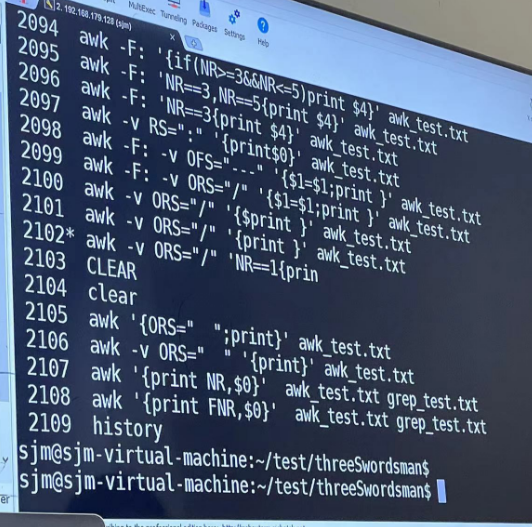 MultiExec Tunneling Packages Settings Help
2. 192.168.179.128 (sjm)
2094 awk -F: '{if(NR>=3&&NR<=5)print $4}' awk_test.txt
2095 awk -F: 'NR==3,NR==5{print $4}' awk_test.txt
2096 awk -F: 'NR==3{print $4}' awk_test.txt
2097 awk -v RS=":" '{print$0}' awk_test.txt
2098 awk -F: -v OFS="---" '{$1=$1;print }' awk_test.txt
2099 awk -F: -v ORS="/" '{$1=$1;print }' awk_test.txt
2100 awk -v ORS="/" '{$print }' awk_test.txt
2101 awk -v ORS="/" '{print }' awk_test.txt
2102* awk -v ORS="/" 'NR==1{prin
2103 CLEAR
2104 clear
2105 awk '{ORS="  ";print}' awk_test.txt
2106 awk -v ORS="  " '{print}' awk_test.txt
2107 awk '{print NR,$0}'  awk_test.txt grep_test.txt
2108 awk '{print FNR,$0}'  awk_test.txt grep_test.txt
2109 history
sjm@sjm-virtual-machine:~/test/threeSwordsman$
sjm@sjm-virtual-machine:~/test/threeSwordsman$